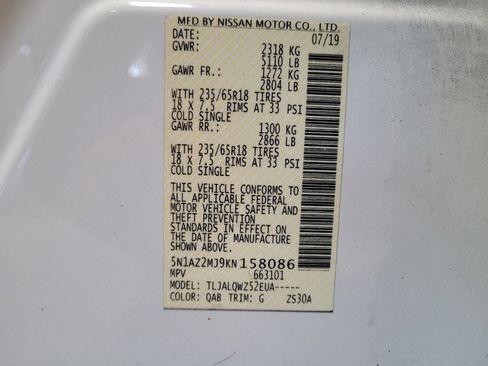 MFD BY NISSAN MOTOR CO., LTD.
DATE: 07/19
GVWR: 2318 KG
5110 LB
GAWR FR.: 1272 KG
2804 LB
WITH 235/65R18 TIRES
18 X 7.5 RIMS AT 33 PSI
COLD SINGLE
GAWR RR.: 1300 KG
2866 LB
WITH 235/65R18 TIRES
18 X 7.5 RIMS AT 33 PSI
COLD SINGLE
THIS VEHICLE CONFORMS TO
ALL APPLICABLE FEDERAL
MOTOR VEHICLE SAFETY AND
THEFT PREVENTION
STANDARDS IN EFFECT ON
THE DATE OF MANUFACTURE
SHOWN ABOVE.
5N1AZ2MJ9KN158086
MPV 663101
MODEL: TLJALQWZ52EUA-----
COLOR: QAB TRIM: G ZS30A